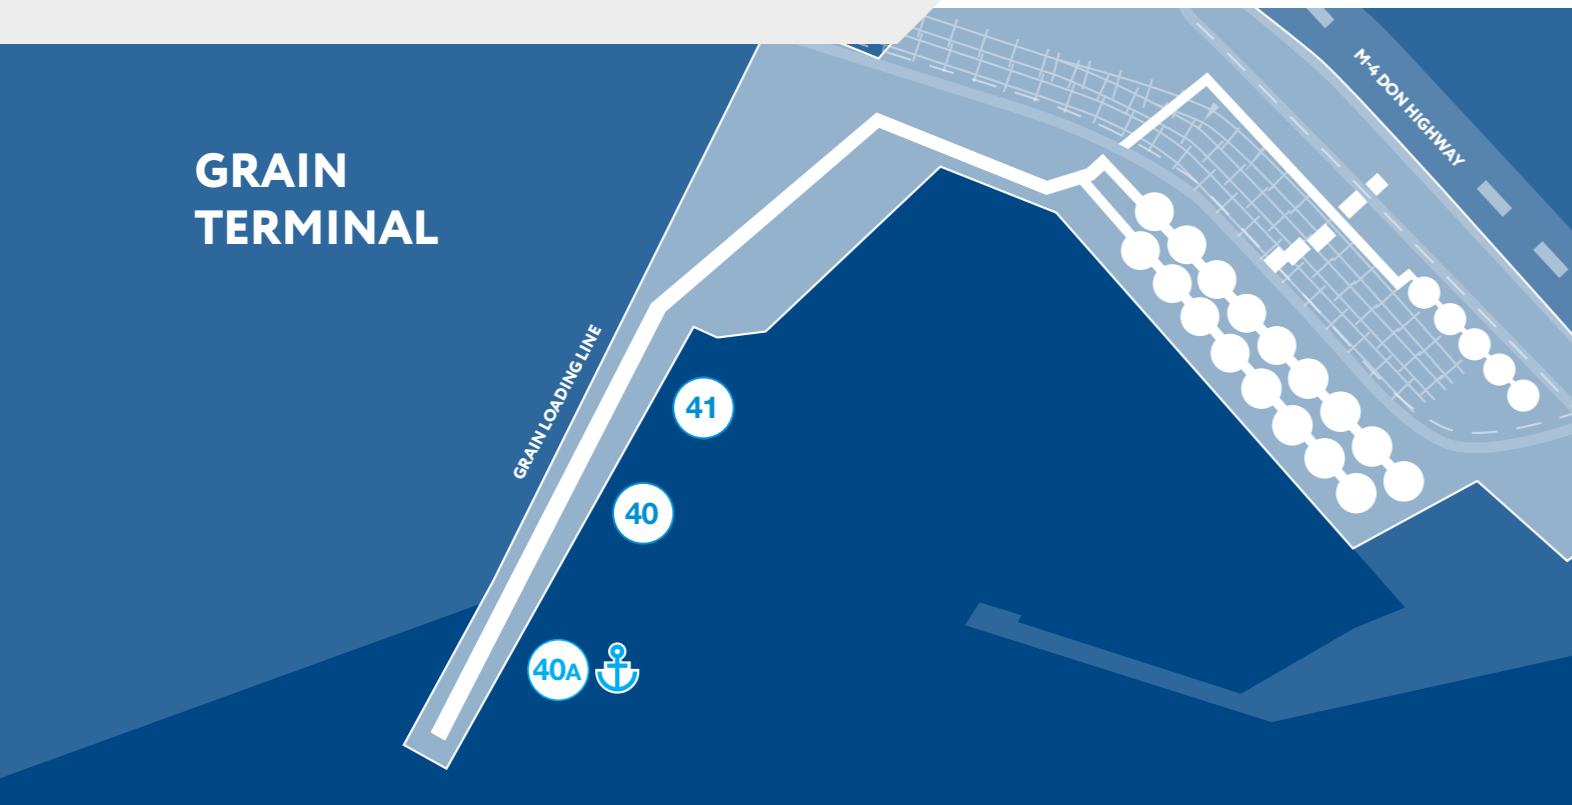 M-4 DON HIGHWAY
GRAIN
TERMINAL
GRAIN LOADING LINE
41
40
40A